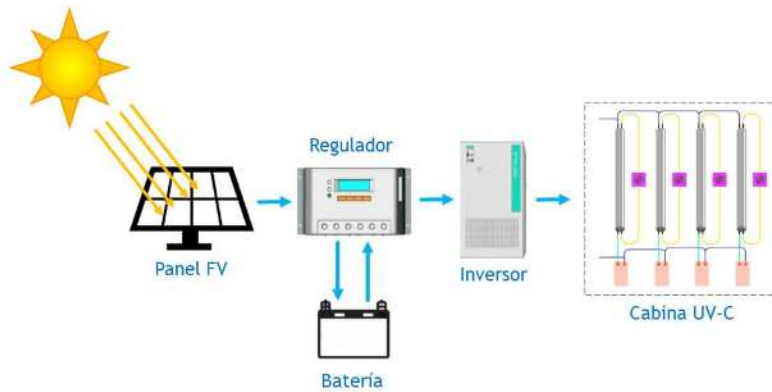 Regulador
Panel FV
Inversor
Cabina UV-C
Batería